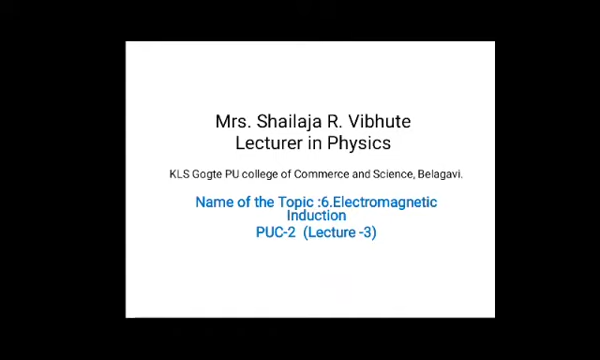 Mrs. Shailaja R. Vibhute
Lecturer in Physics
KLS Gogte PU college of Commerce and Science, Belagavi.
Name of the Topic :6.Electromagnetic
Induction
PUC-2 (Lecture -3)